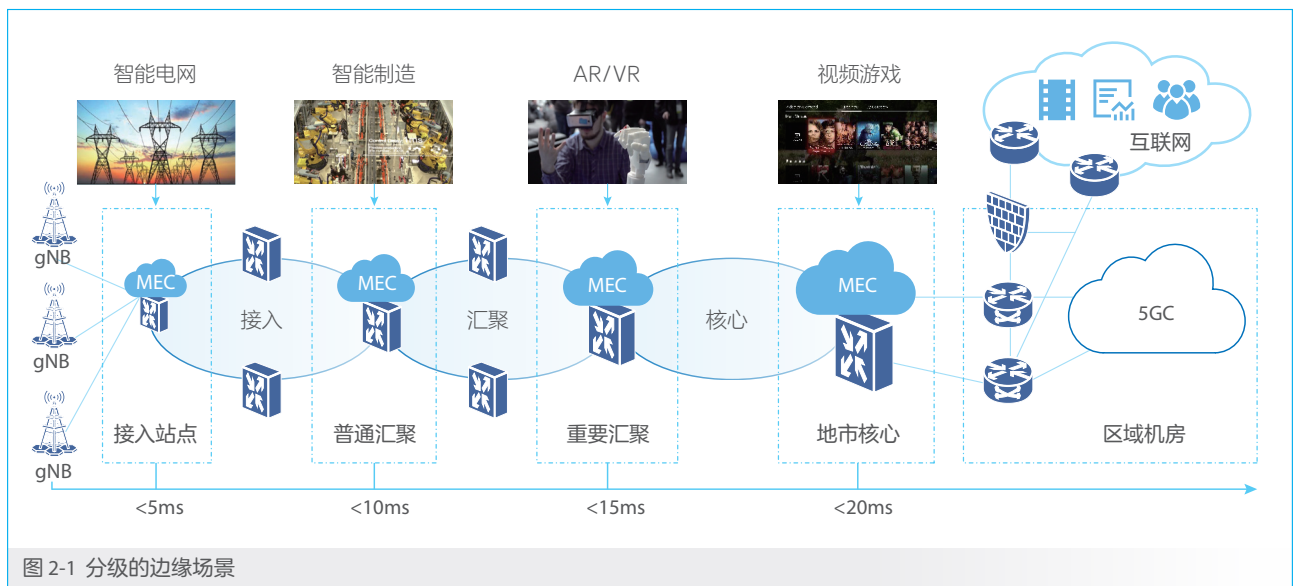 智能电网
智能制造
AR/VR
视频游戏
互联网
gNB
gNB
gNB
MEC
MEC
MEC
MEC
5GC
接入
汇聚
核心
接入站点
普通汇聚
重要汇聚
地市核心
区域机房
<5ms
<10ms
<15ms
<20ms
图 2-1 分级的边缘场景